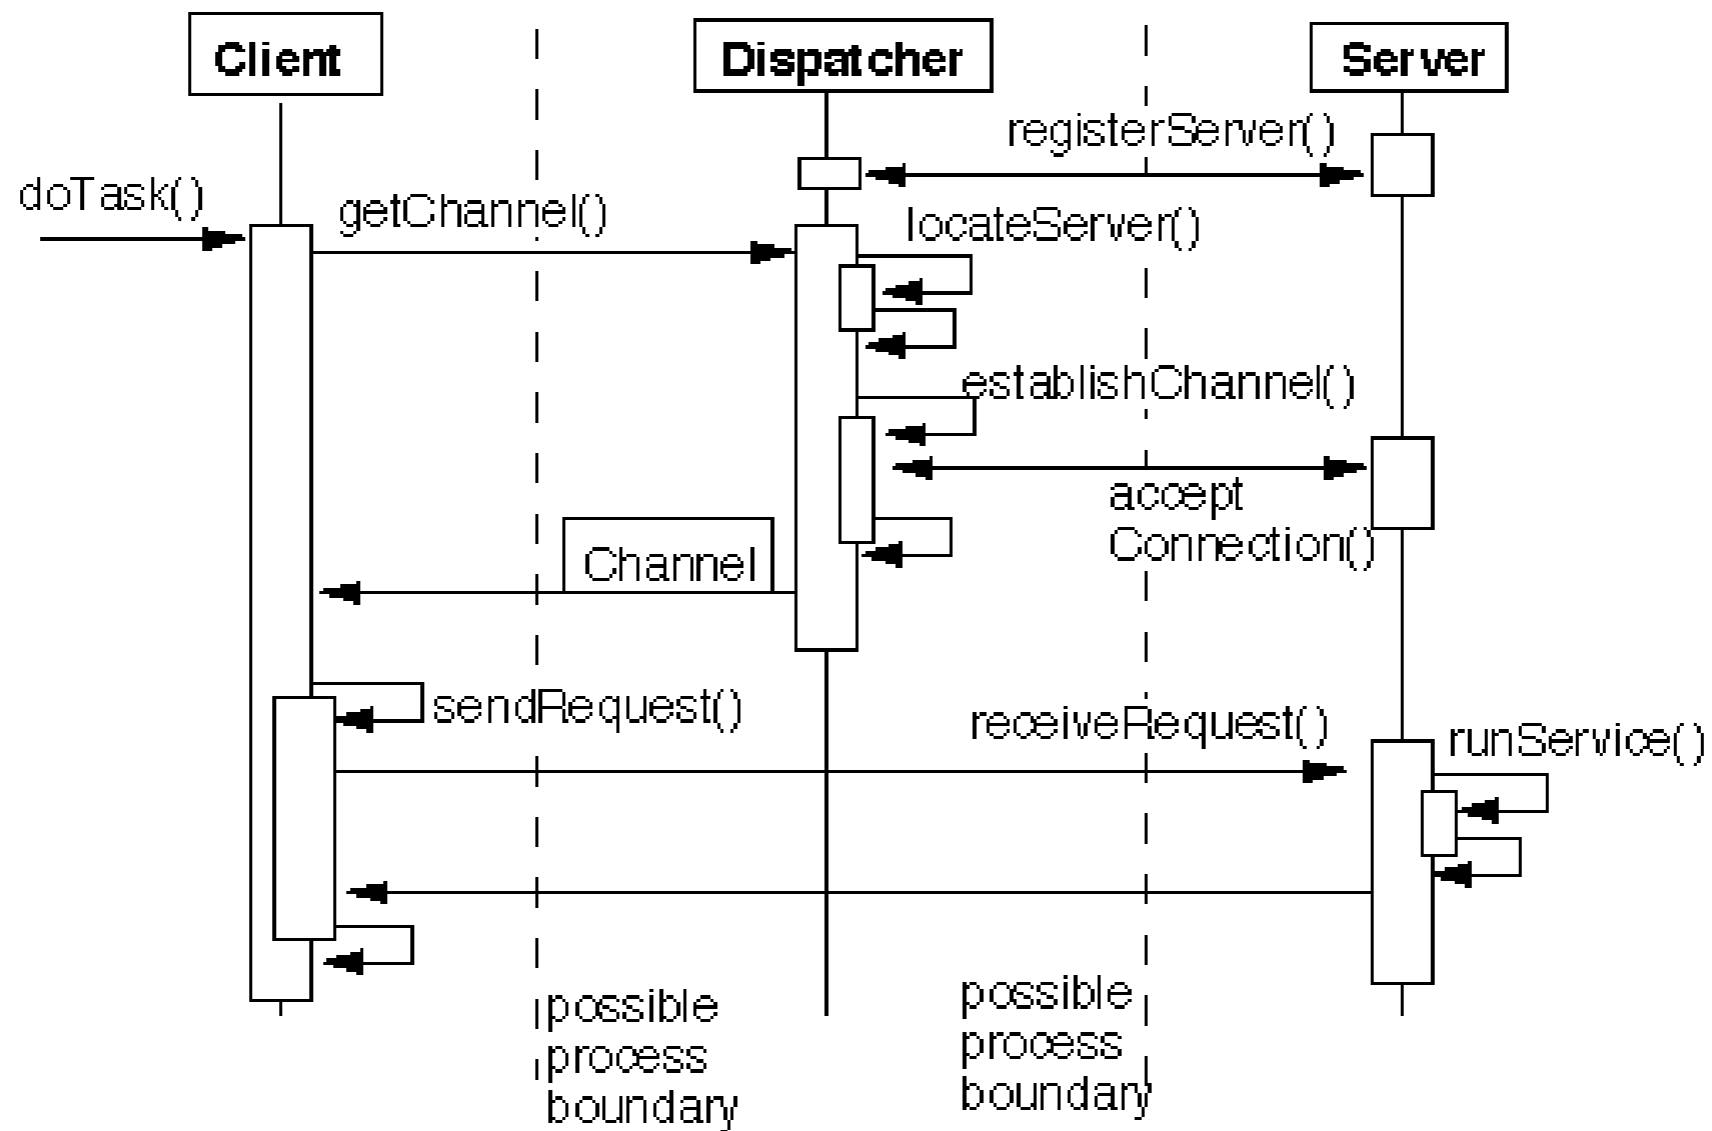 Client
Dispatcher
Server
registerServer()
doTask()
getChannel()
locateServer()
establishChannel()
accept
Connection()
Channel
sendRequest()
receiveRequest()
runService()
possible
process
boundary
possible
process
boundary